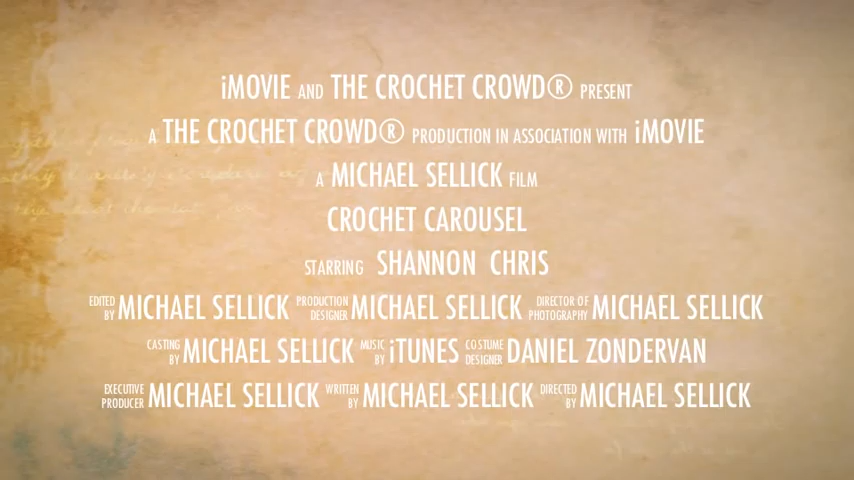 iMOVIE AND THE CROCHET CROWD® PRESENT
A THE CROCHET CROWD® PRODUCTION IN ASSOCIATION WITH iMOVIE
A MICHAEL SELLICK FILM
CROCHET CAROUSEL
STARRING SHANNON CHRIS
EDITED BY MICHAEL SELLICK PRODUCTION DESIGNER MICHAEL SELLICK DIRECTOR OF PHOTOGRAPHY MICHAEL SELLICK
CASTING BY MICHAEL SELLICK MUSIC BY iTUNES COSTUME DESIGNER DANIEL ZONDERVAN
EXECUTIVE PRODUCER MICHAEL SELLICK WRITTEN BY MICHAEL SELLICK DIRECTED BY MICHAEL SELLICK